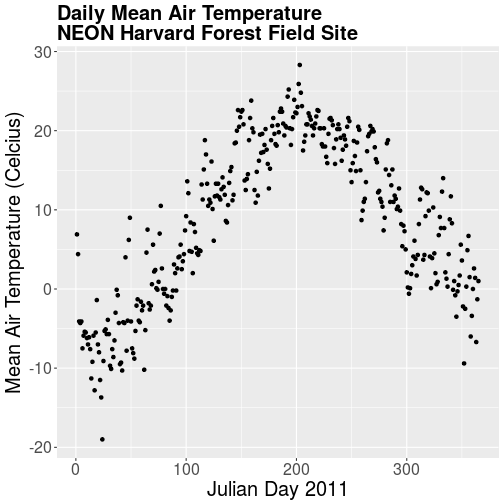 Daily Mean Air Temperature
NEON Harvard Forest Field Site
Mean Air Temperature (Celcius)
30
20
10
0
-10
-20
0 100 200 300
Julian Day 2011